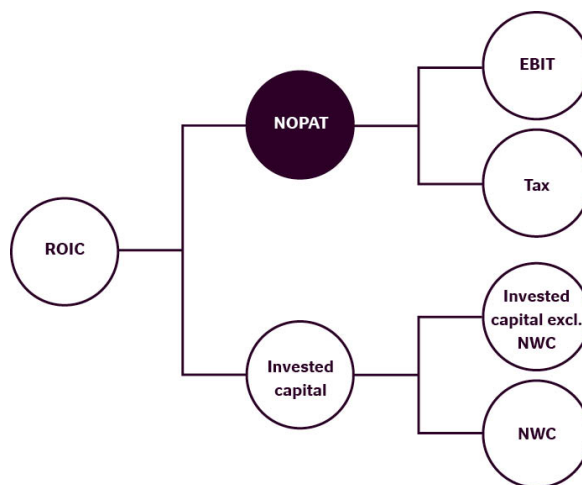 EBIT
NOPAT
Tax
ROIC
Invested
capital excl.
NWC
Invested
capital
NWC